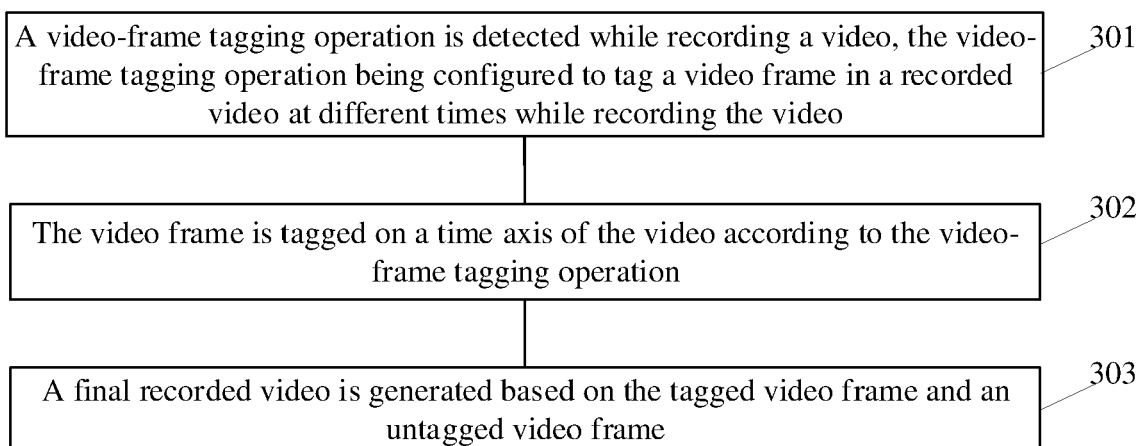 A video-frame tagging operation is detected while recording a video, the video-
frame tagging operation being configured to tag a video frame in a recorded
video at different times while recording the video
301
The video frame is tagged on a time axis of the video according to the video-
frame tagging operation
302
A final recorded video is generated based on the tagged video frame and an
untagged video frame
303